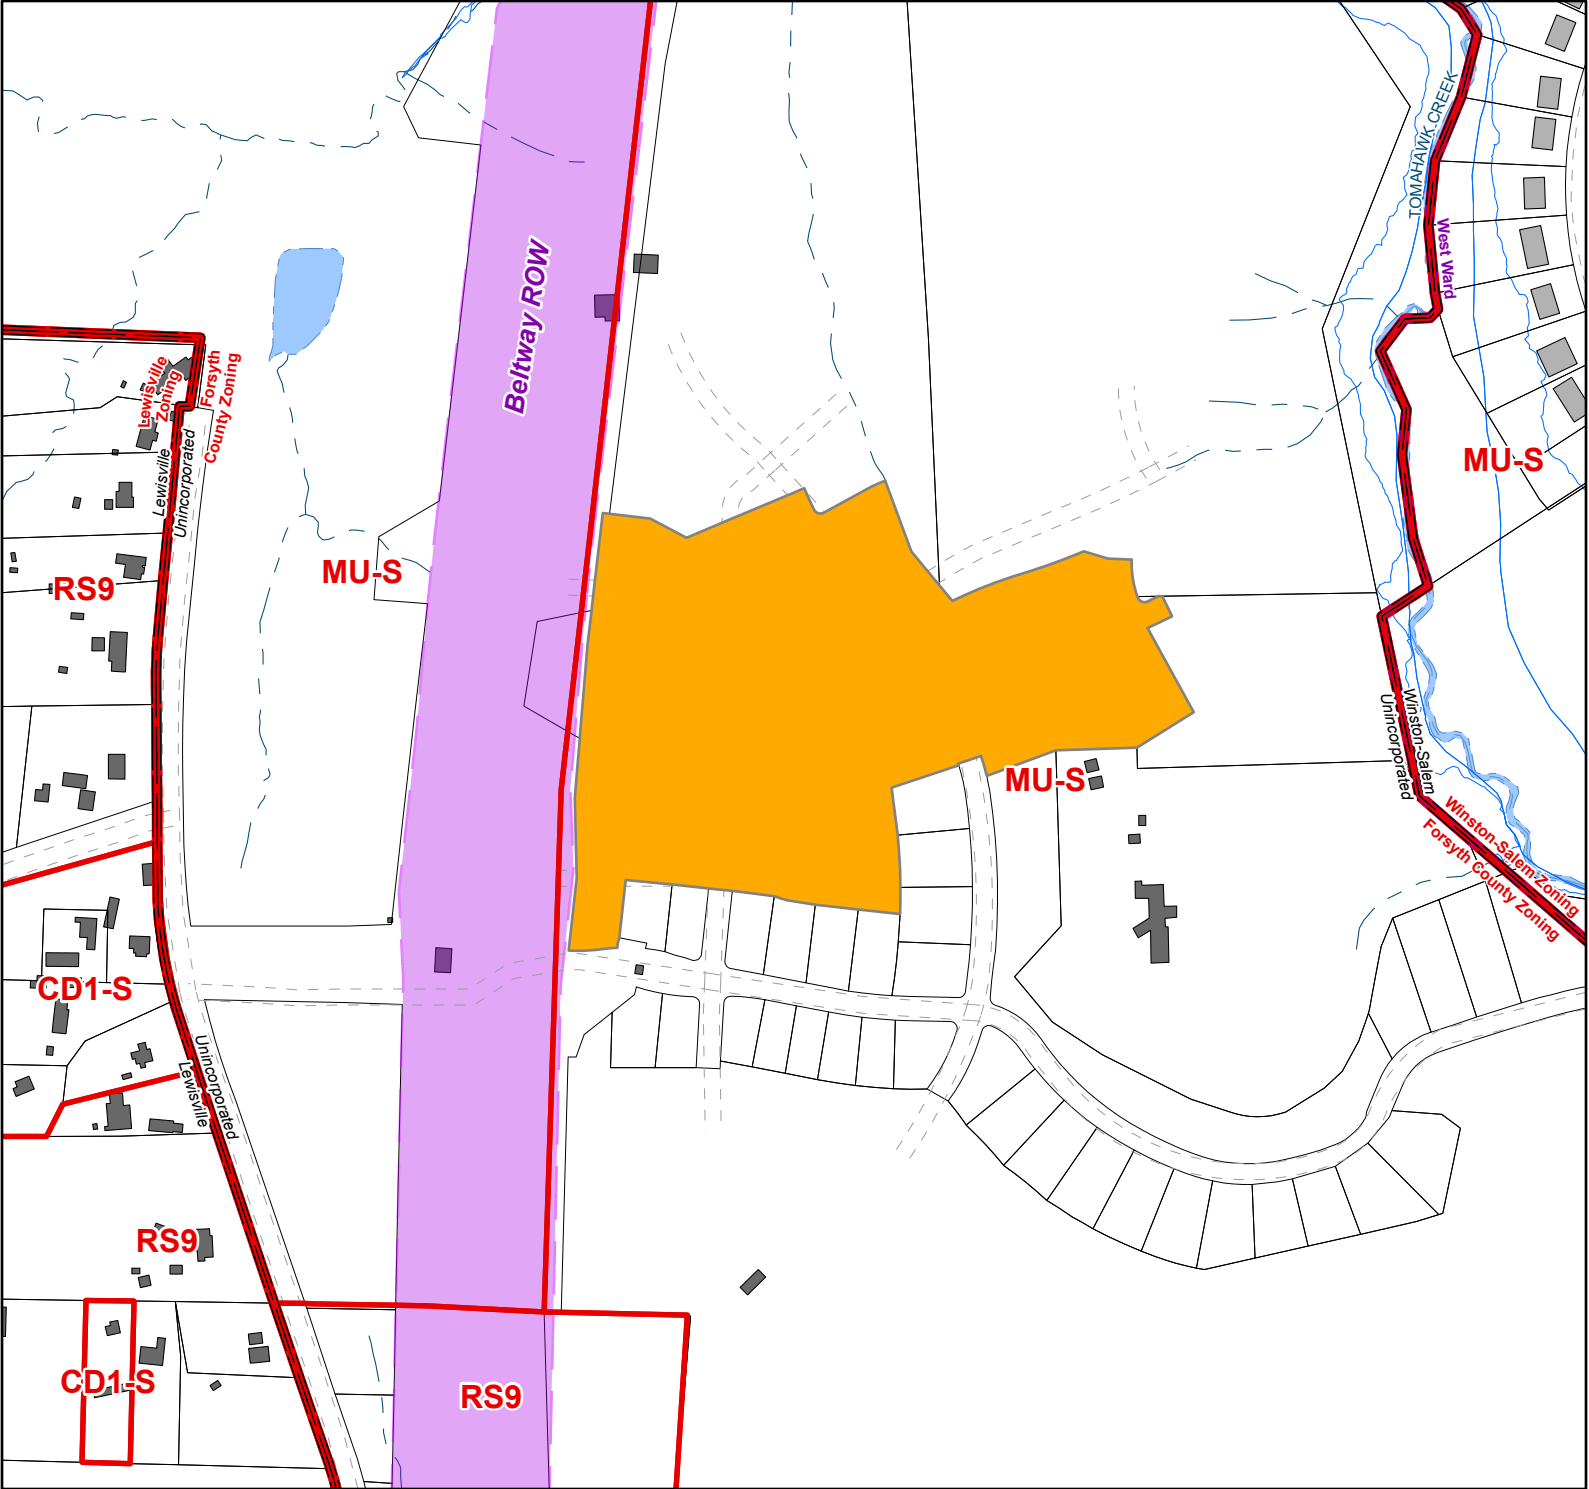 TOMAHAWK CREEK
West Ward
Beltway ROW
Lewisville
Zoning
Forsyth
County Zoning
Lewisville
Unincorporated
MU-S
MU-S
RS9
MU-S
Winston-Salem
Unincorporated
Winston-Salem Zoning
Forsyth County Zoning
CD1-S
Unincorporated
Lewisville
RS9
CD1-S
RS9